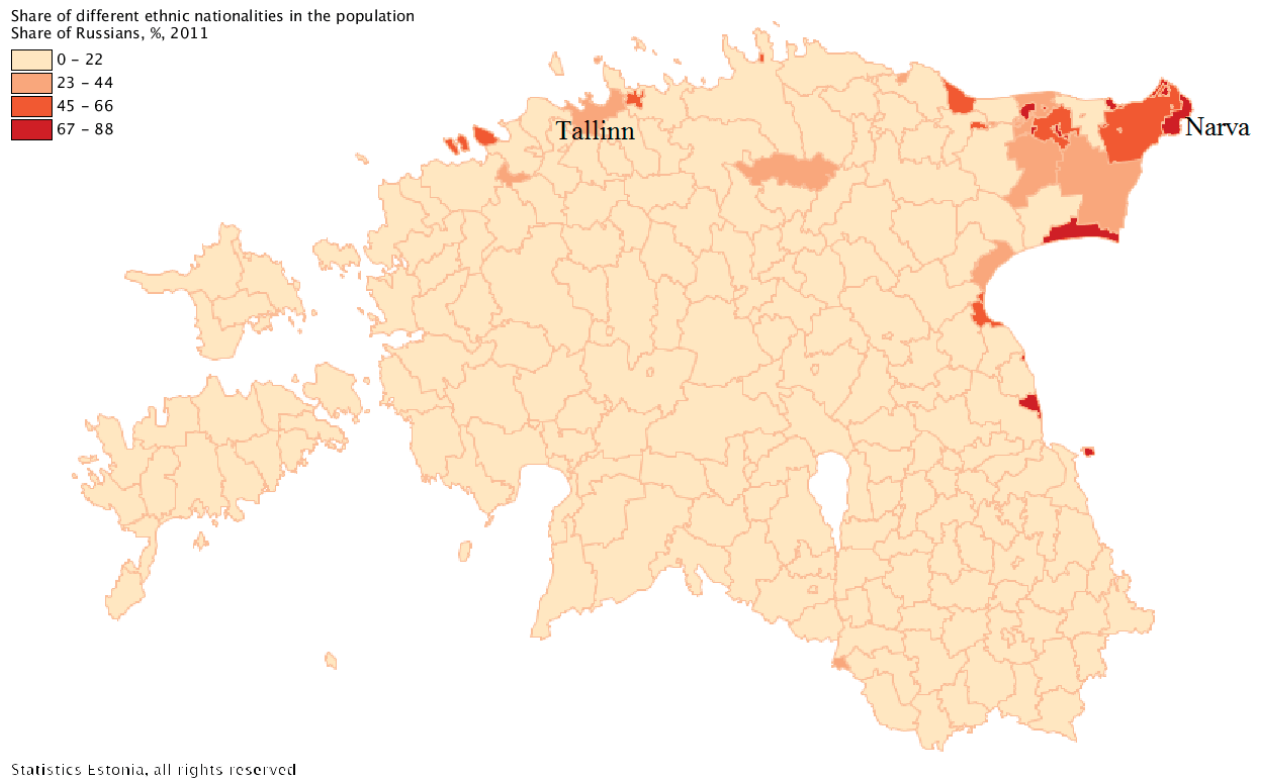 Share of different ethnic nationalities in the population
Share of Russians, %, 2011
0 – 22
23 – 44
45 – 66
67 – 88
Tallinn
Narva
Statistics Estonia, all rights reserved